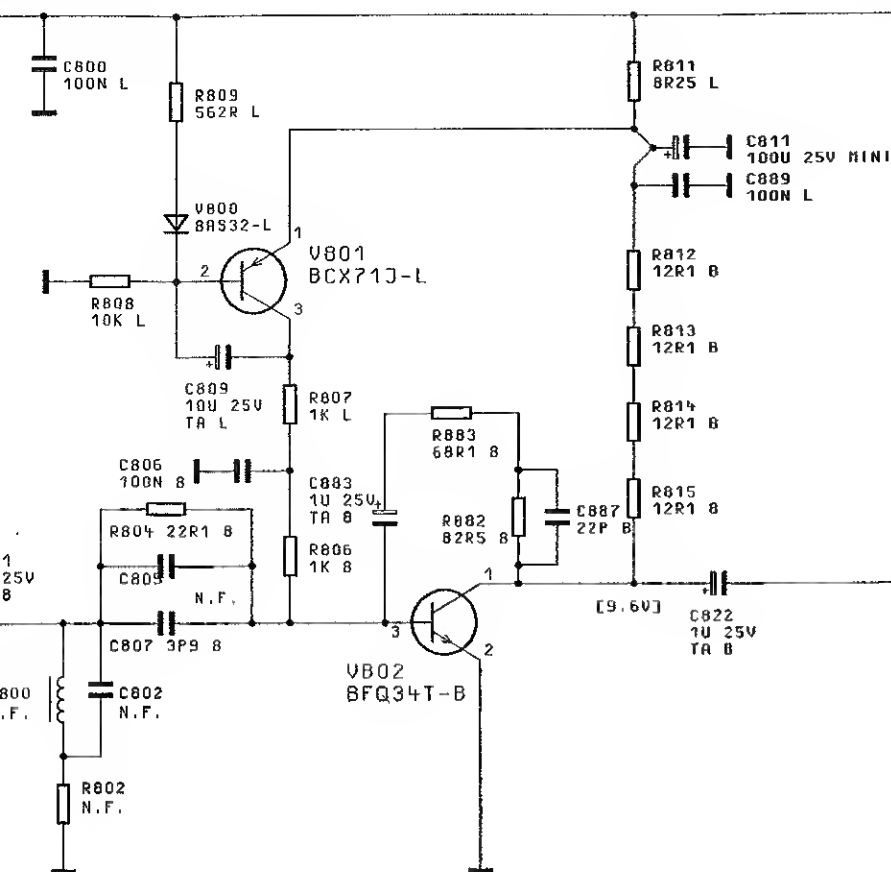 C800
100N L
R809
562R L
R811
8R25 L
C811
100U 25V MINI
C889
100N L
V800
BAS32-L
1
V801
BCX71J-L
2
3
R808
10K L
R812
12R1 B
R813
12R1 B
C809
10U 25V
TA L
R807
1K L
R814
12R1 B
R883
68R1 B
C806
100N B
C883
1U 25V
TA B
R882
82R5 B
C887
22P B
R815
12R1 B
R804 22R1 B
R806
1K B
1
25V
B
C805
N.F.
1
[9.6V]
C807 3P9 B
3
2
C822
1U 25V
TA B
V802
BFQ34T-B
800
.F.
C802
N.F.
R802
N.F.